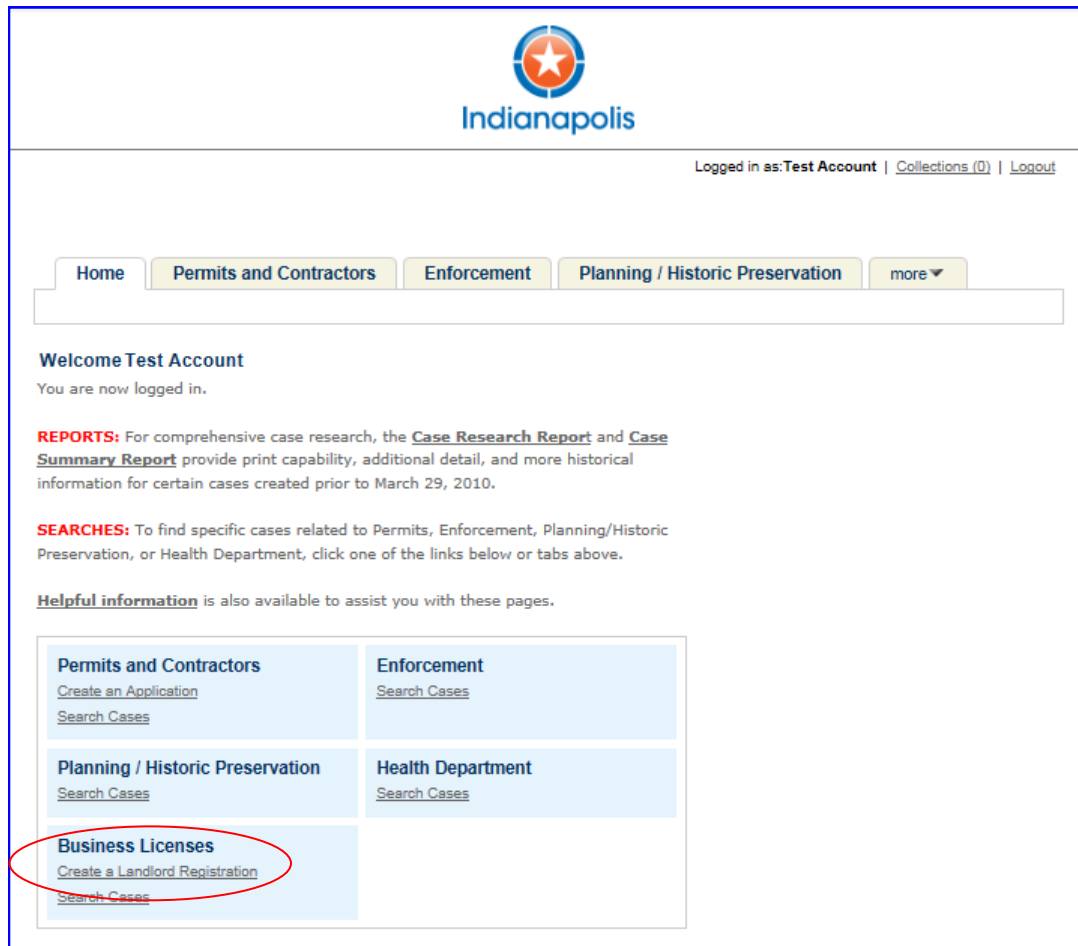 Indianapolis
Logged in as:Test Account | Collections (0) | Logout
Home Permits and Contractors Enforcement Planning / Historic Preservation more
Welcome Test Account
You are now logged in.
REPORTS: For comprehensive case research, the Case Research Report and Case
Summary Report provide print capability, additional detail, and more historical
information for certain cases created prior to March 29, 2010.
SEARCHES: To find specific cases related to Permits, Enforcement, Planning/Historic
Preservation, or Health Department, click one of the links below or tabs above.
Helpful information is also available to assist you with these pages.
Permits and Contractors
Create an Application
Search Cases
Enforcement
Search Cases
Planning / Historic Preservation
Search Cases
Health Department
Search Cases
Business Licenses
Create a Landlord Registration
Search Cases